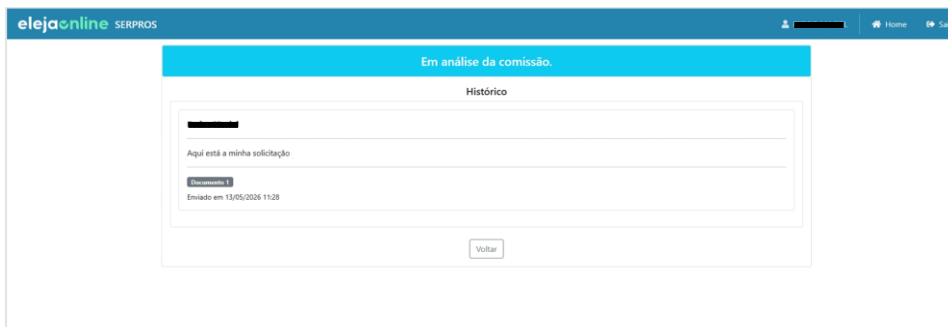 elejaonline SERPROS
Home
Em análise da comissão.
Histórico
Aqui está a minha solicitação
Documento 1
Enviado em 13/05/2026 11:28
Voltar